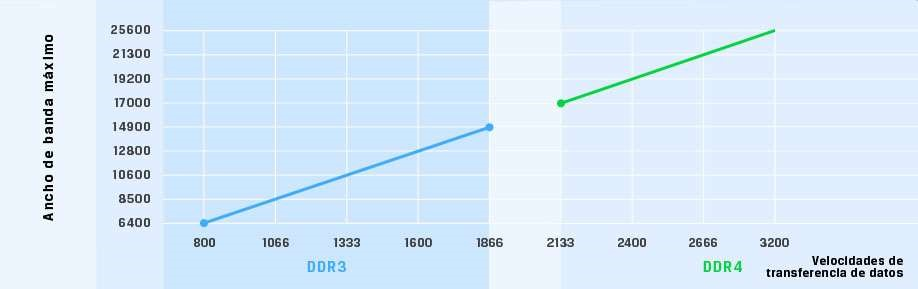 Ancho de banda máximo
25600
21300
19200
17000
14900
12800
10600
8500
6400
800 1066 1333 1600 1866 2133 2400 2666 3200
DDR3 DDR4 Velocidades de
transferencia de datos